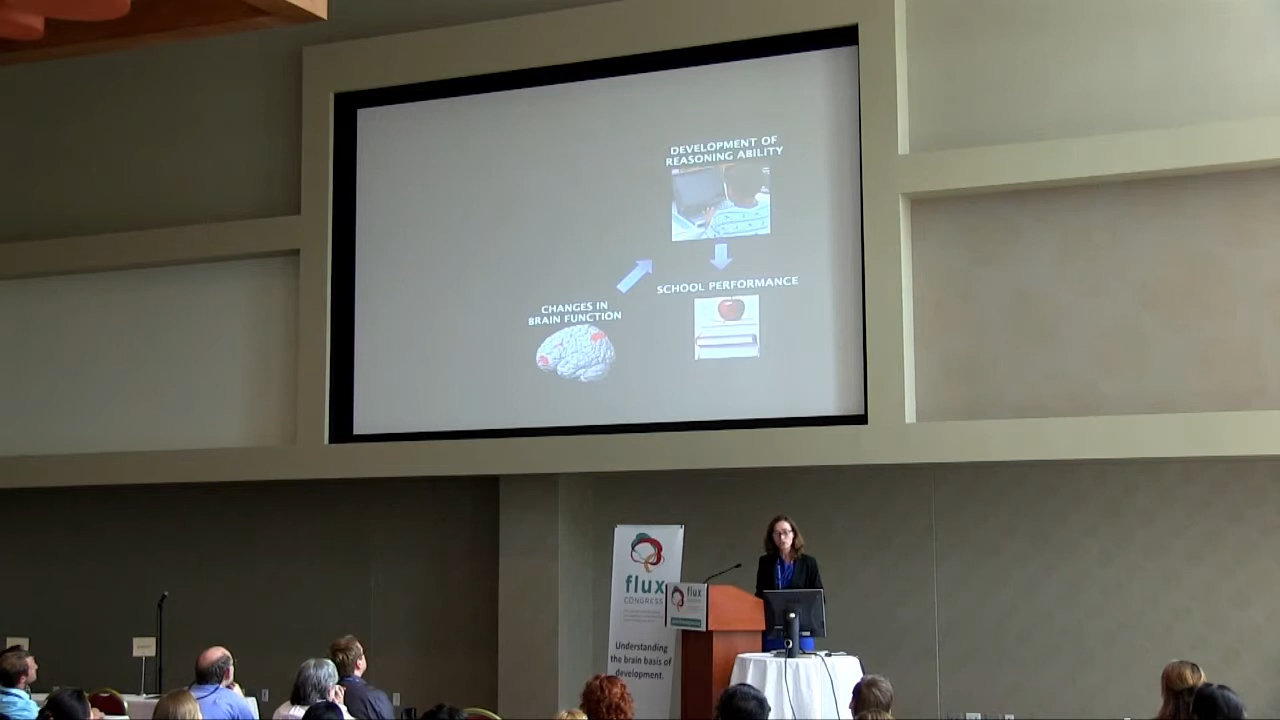 DEVELOPMENT OF
REASONING ABILITY
SCHOOL PERFORMANCE
CHANGES IN
BRAIN FUNCTION
flux
CONGRESS
Understanding
the brain basis of
development.
flux